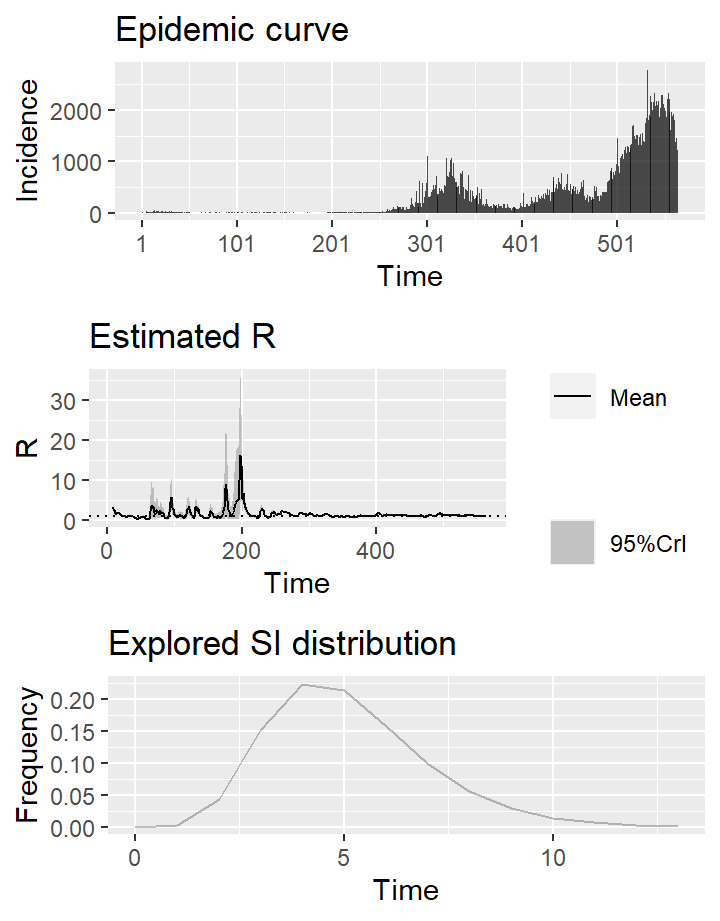 Epidemic curve
Incidence
2000
1000
0
1 101 201 301 401 501
Time
Estimated R
R
30
20
10
0
0 200 400
Time
Mean
95%CrI
Explored SI distribution
Frequency
0.20
0.15
0.10
0.05
0.00
0 5 10
Time